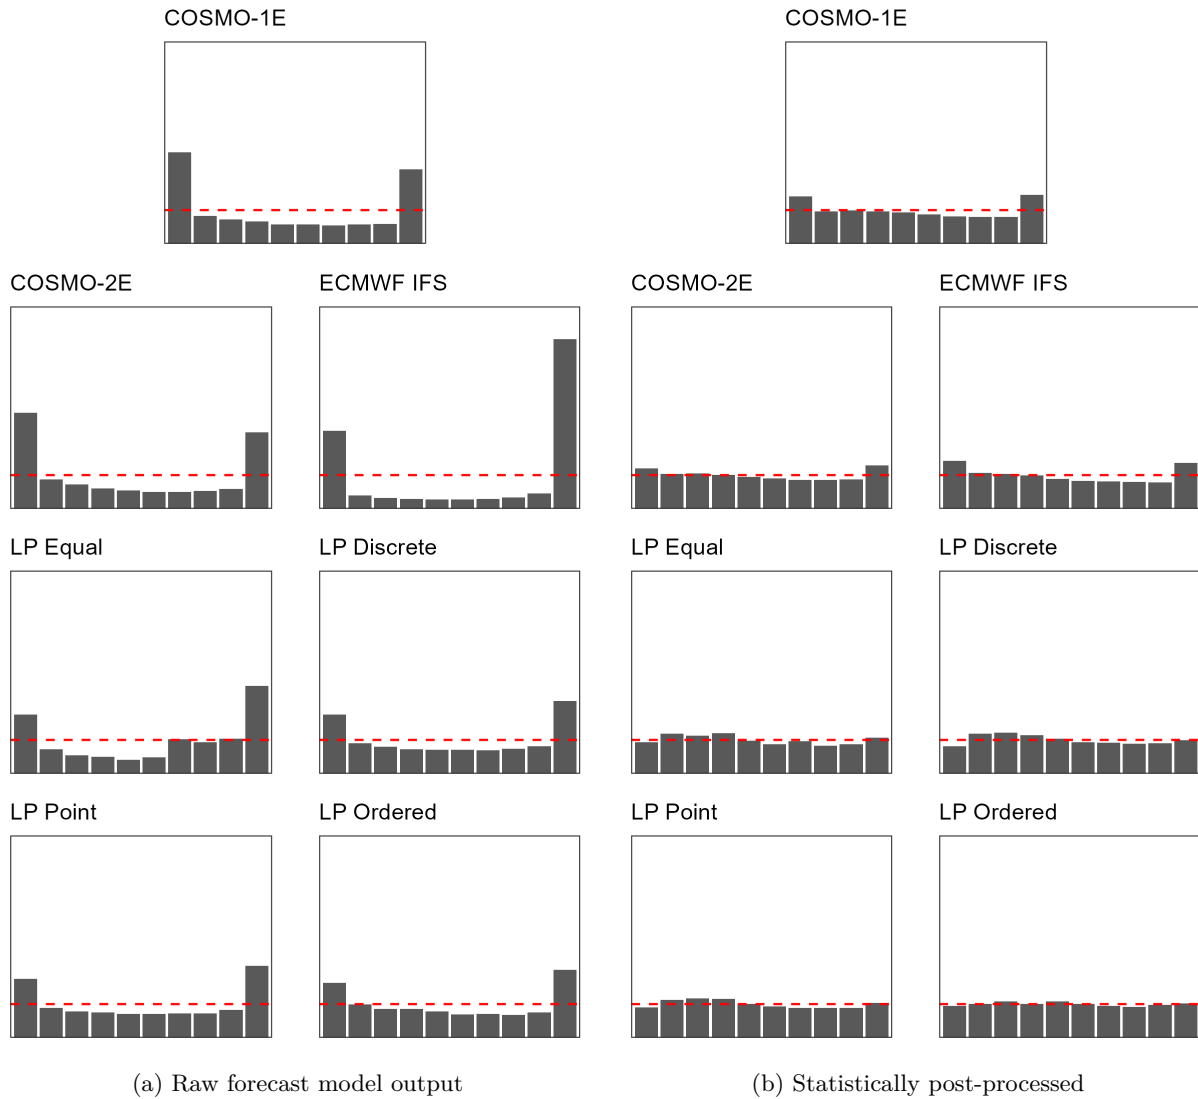 COSMO-1E
COSMO-1E
COSMO-2E
ECMWF IFS
COSMO-2E
ECMWF IFS
LP Equal
LP Discrete
LP Equal
LP Discrete
LP Point
LP Ordered
LP Point
LP Ordered
(a) Raw forecast model output
(b) Statistically post-processed